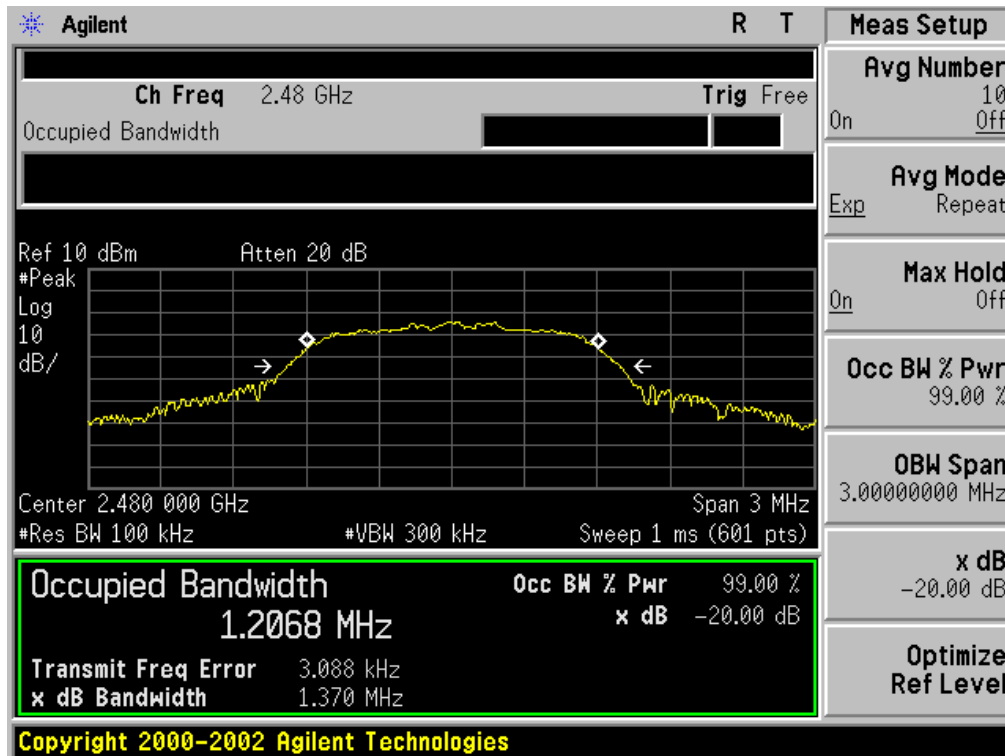 Agilent R T
Ch Freq 2.48 GHz Trig Free
Occupied Bandwidth
Ref 10 dBm Atten 20 dB
#Peak
Log
10
dB/
Center 2.480 000 GHz Span 3 MHz
#Res BW 100 kHz #VBW 300 kHz Sweep 1 ms (601 pts)
Occupied Bandwidth
1.2068 MHz
Occ BW % Pwr 99.00 %
x dB -20.00 dB
Transmit Freq Error 3.088 kHz
x dB Bandwidth 1.370 MHz
Copyright 2000-2002 Agilent Technologies
Meas Setup
Avg Number
10
On Off
Avg Mode
Exp Repeat
Max Hold
On Off
Occ BW % Pwr
99.00 %
OBW Span
3.00000000 MHz
x dB
-20.00 dB
Optimize
Ref Level